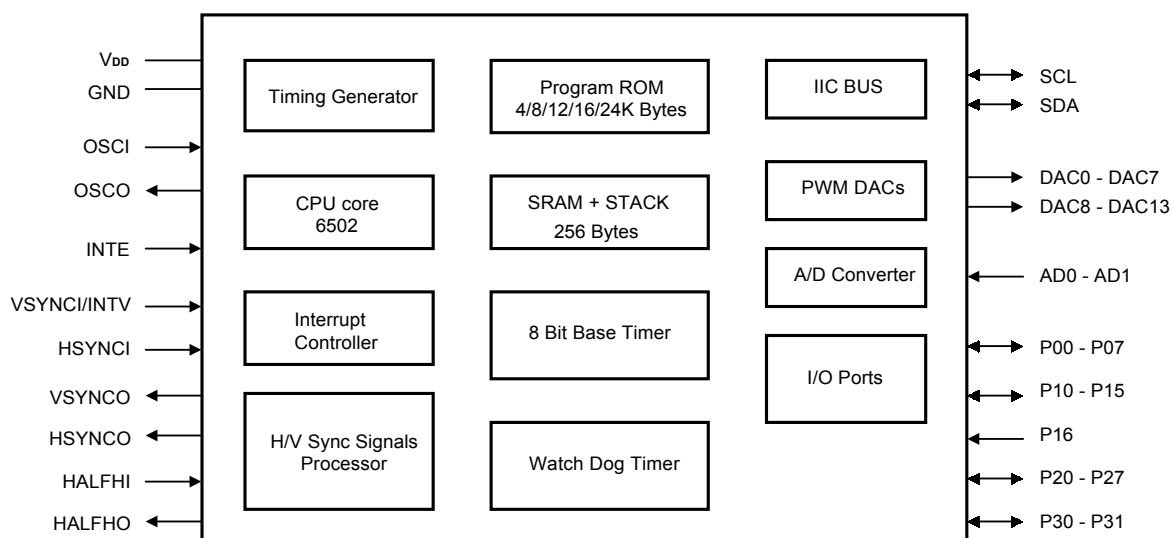 VDD
GND
OSCI
OSCO
INTE
VSYNCI/INTV
HSYNCI
VSYNCO
HSYNCO
HALFHI
HALFHO
Timing Generator
CPU core
6502
Interrupt
Controller
H/V Sync Signals
Processor
Program ROM
4/8/12/16/24K Bytes
SRAM + STACK
256 Bytes
8 Bit Base Timer
Watch Dog Timer
IIC BUS
PWM DACs
A/D Converter
I/O Ports
SCL
SDA
DAC0 - DAC7
DAC8 - DAC13
AD0 - AD1
P00 - P07
P10 - P15
P16
P20 - P27
P30 - P31